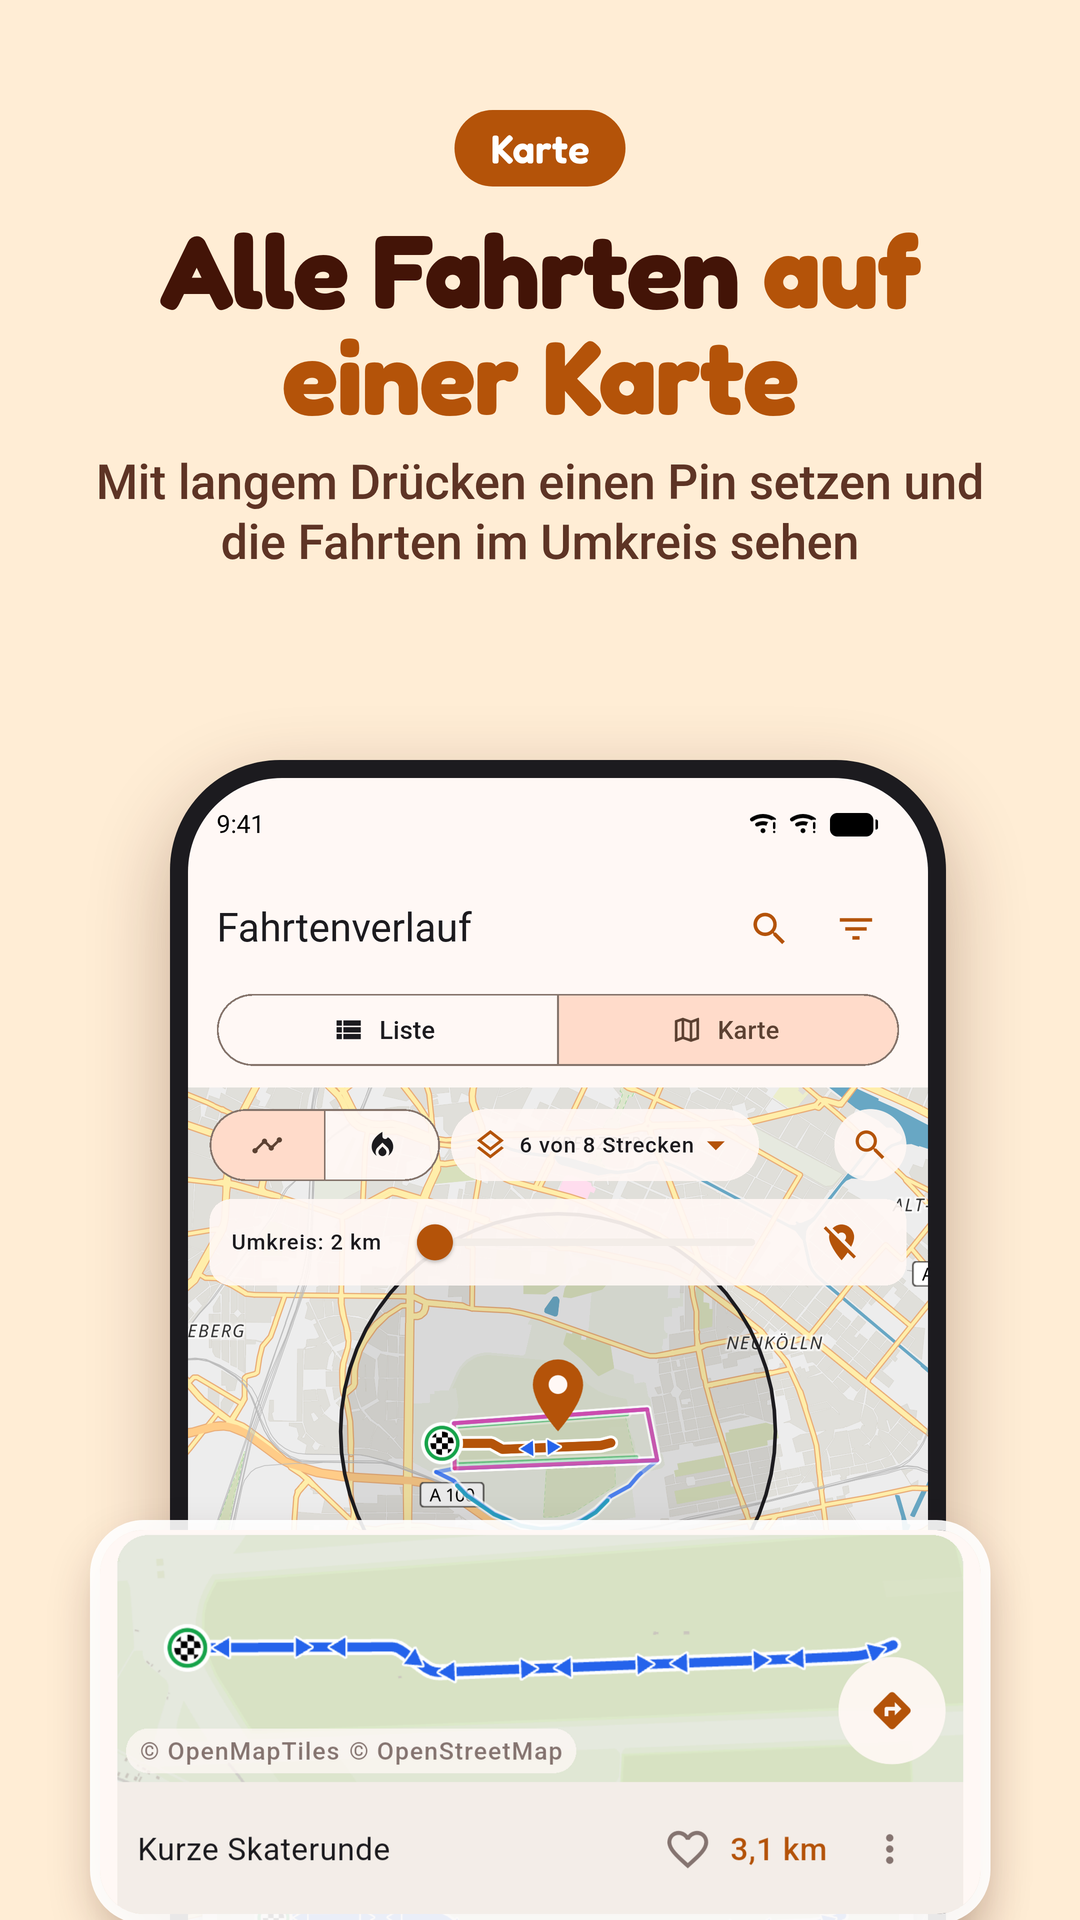 Karte
Alle Fahrten auf
einer Karte
Mit langem Drücken einen Pin setzen und
die Fahrten im Umkreis sehen
9:41
Fahrtenverlauf
Liste
Karte
6 von 8 Strecken
ALT-
Umkreis: 2 km
A
EBERG
NEUKÖLLN
A 100
© OpenMapTiles © OpenStreetMap
Kurze Skaterunde
3,1 km